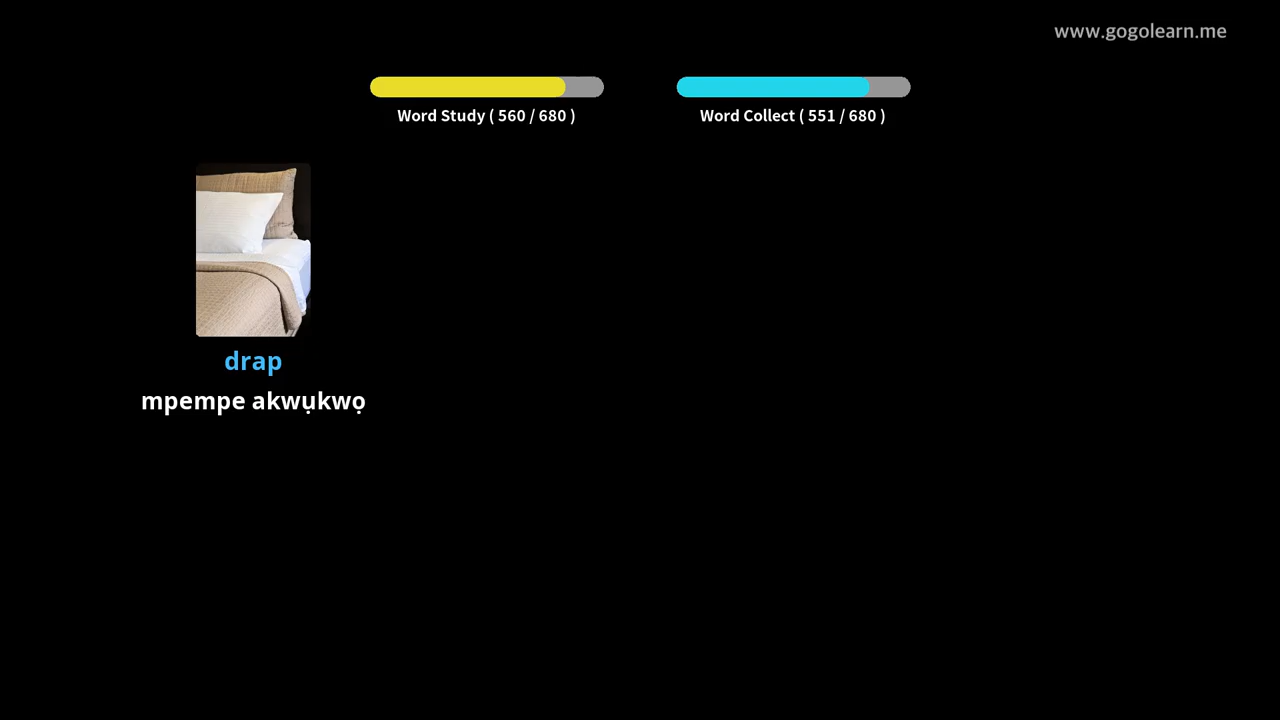 www.gogolearn.me
Word Study ( 560 / 680 )
Word Collect ( 551 / 680 )
drap
mpempe akwụkwọ